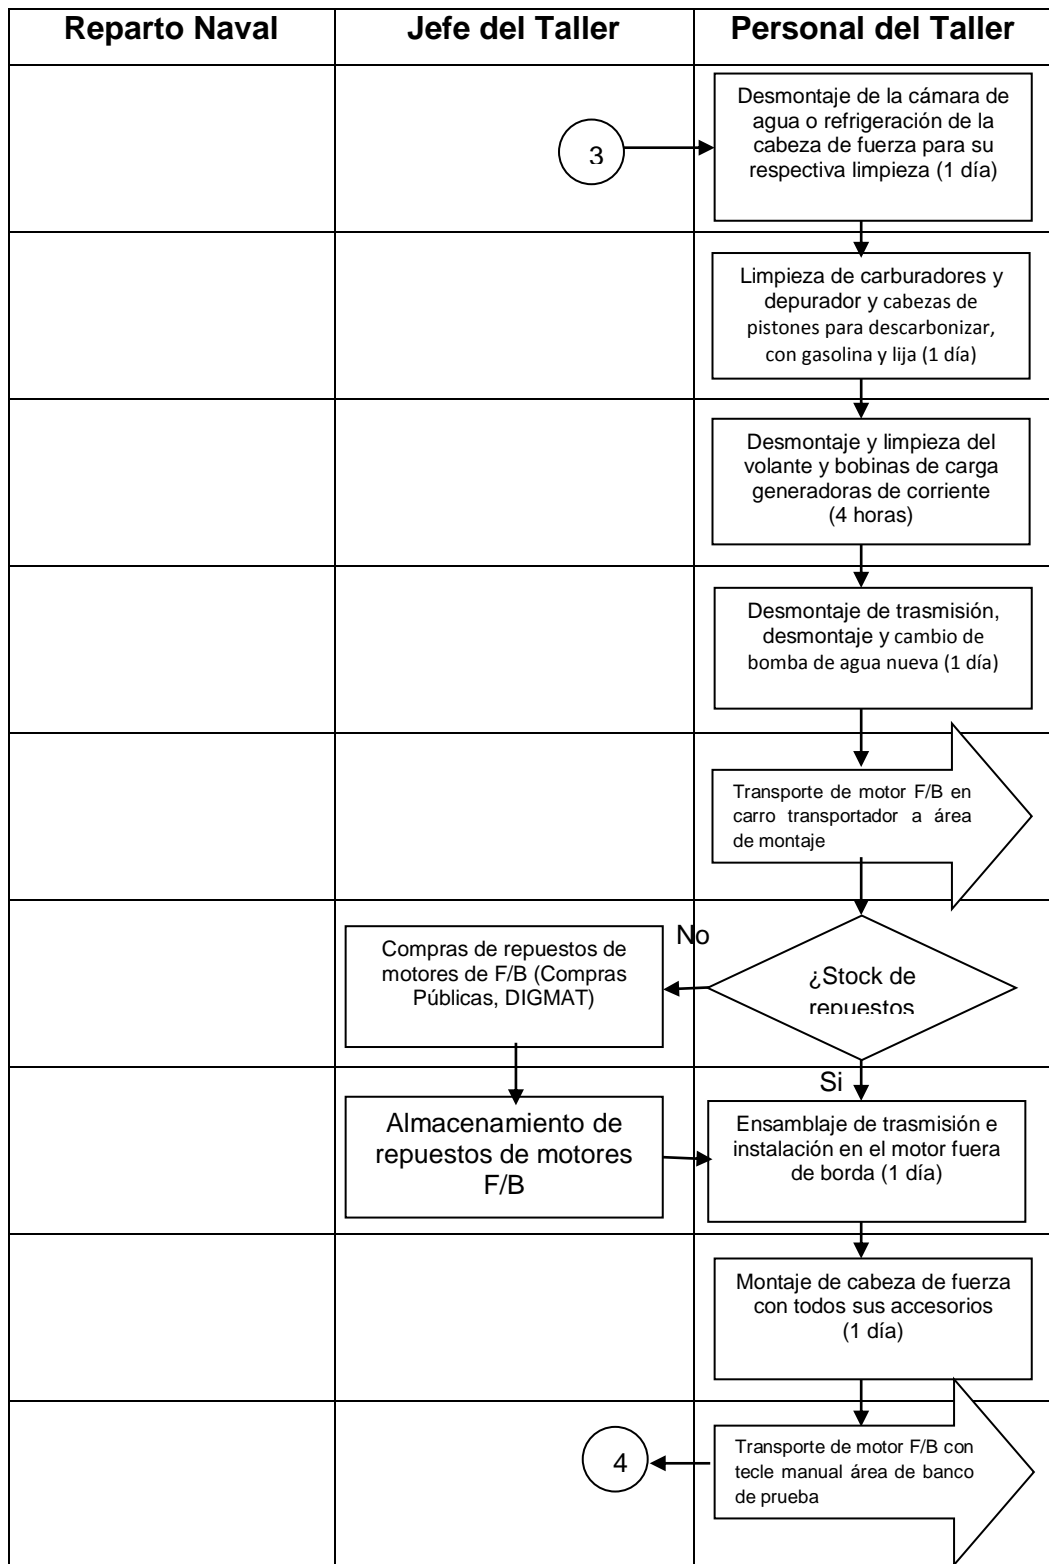 Reparto Naval
Jefe del Taller
Personal del Taller
3
Desmontaje de la cámara de
agua o refrigeración de la
cabeza de fuerza para su
respectiva limpieza (1 día)
Limpieza de carburadores y
depurador y cabezas de
pistones para descarbonizar,
con gasolina y lija (1 día)
Desmontaje y limpieza del
volante y bobinas de carga
generadoras de corriente
(4 horas)
Desmontaje de trasmisión,
desmontaje y cambio de
bomba de agua nueva (1 día)
Transporte de motor F/B en
carro transportador a área
de montaje
¿Stock de
repuestos
No
Compras de repuestos de
motores de F/B (Compras
Públicas, DIGMAT)
Si
Almacenamiento de
repuestos de motores
F/B
Ensamblaje de trasmisión e
instalación en el motor fuera
de borda (1 día)
Montaje de cabeza de fuerza
con todos sus accesorios
(1 día)
Transporte de motor F/B con
tecle manual área de banco
de prueba
4